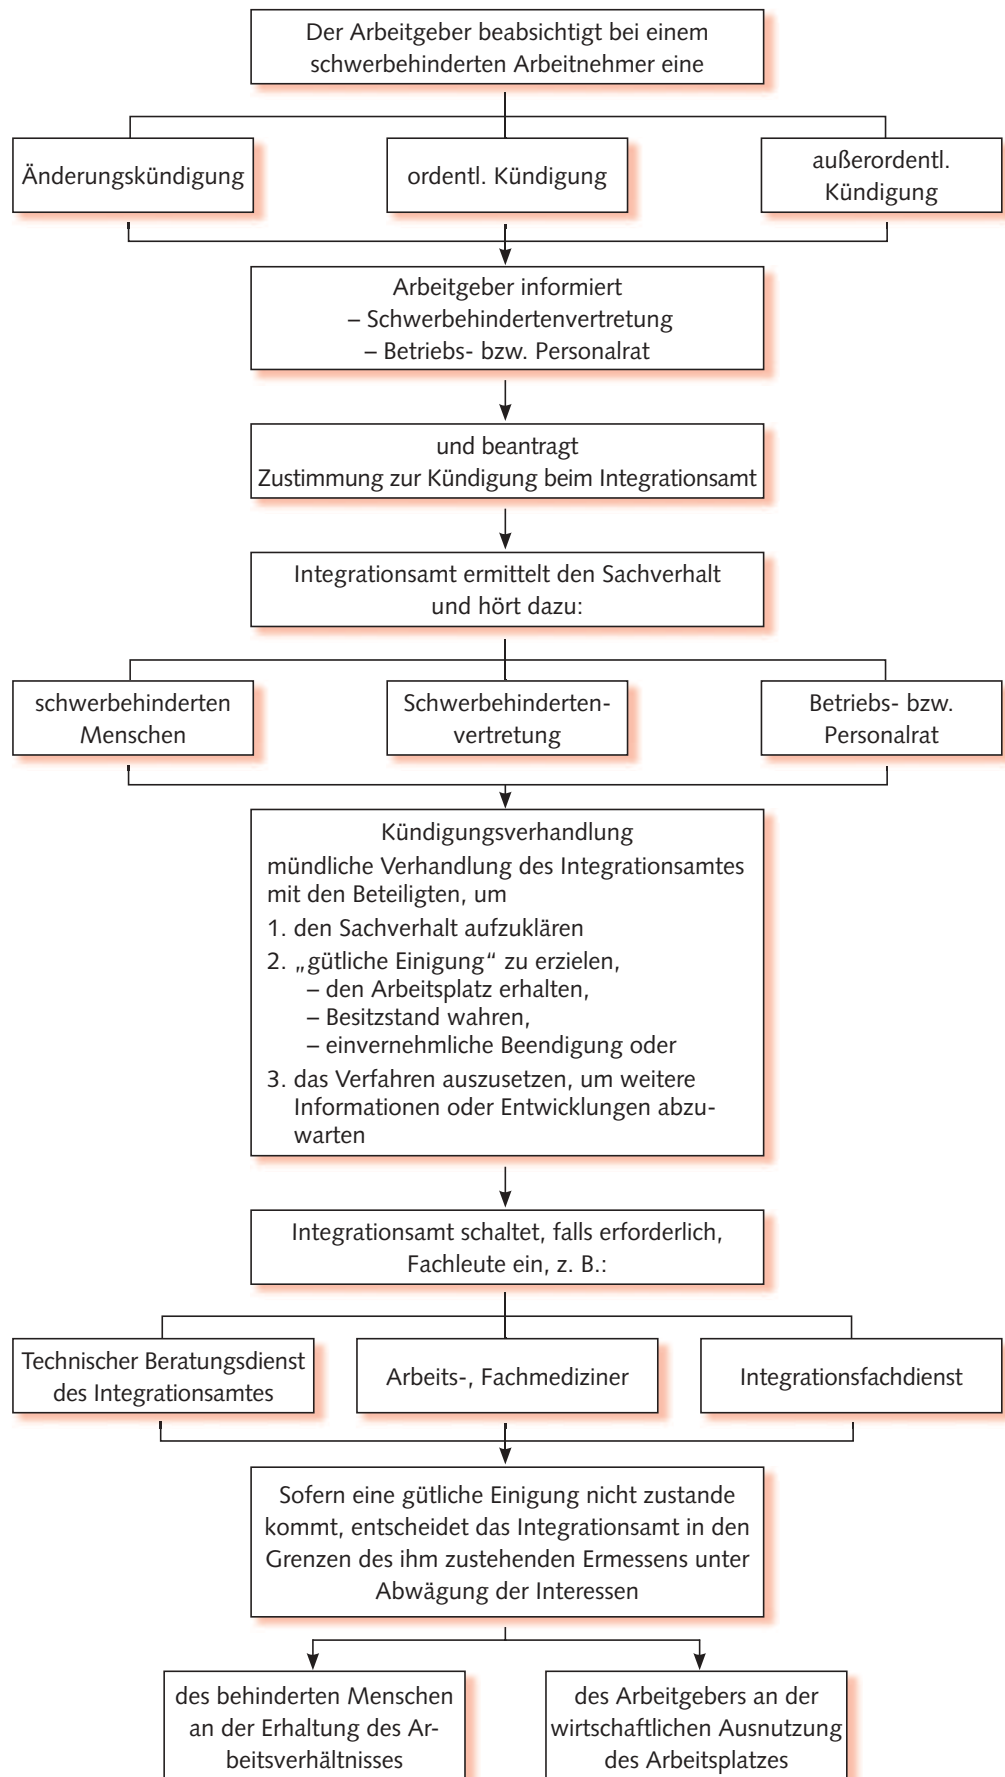 Der Arbeitgeber beabsichtigt bei einem
schwerbehinderten Arbeitnehmer eine
Änderungskündigung
ordentl. Kündigung
außerordentl.
Kündigung
Arbeitgeber informiert
– Schwerbehindertenvertretung
– Betriebs- bzw. Personalrat
und beantragt
Zustimmung zur Kündigung beim Integrationsamt
Integrationsamt ermittelt den Sachverhalt
und hört dazu:
schwerbehinderten
Menschen
Schwerbehinderten-
vertretung
Betriebs- bzw.
Personalrat
Kündigungsverhandlung
mündliche Verhandlung des Integrationsamtes
mit den Beteiligten, um
1. den Sachverhalt aufzuklären
2. „gütliche Einigung“ zu erzielen,
– den Arbeitsplatz erhalten,
– Besitzstand wahren,
– einvernehmliche Beendigung oder
3. das Verfahren auszusetzen, um weitere
Informationen oder Entwicklungen abzu-
warten
Integrationsamt schaltet, falls erforderlich,
Fachleute ein, z. B.:
Technischer Beratungsdienst
des Integrationsamtes
Arbeits-, Fachmediziner
Integrationsfachdienst
Sofern eine gütliche Einigung nicht zustande
kommt, entscheidet das Integrationsamt in den
Grenzen des ihm zustehenden Ermessens unter
Abwägung der Interessen
des behinderten Menschen
an der Erhaltung des Ar-
beitsverhältnisses
des Arbeitgebers an der
wirtschaftlichen Ausnutzung
des Arbeitsplatzes